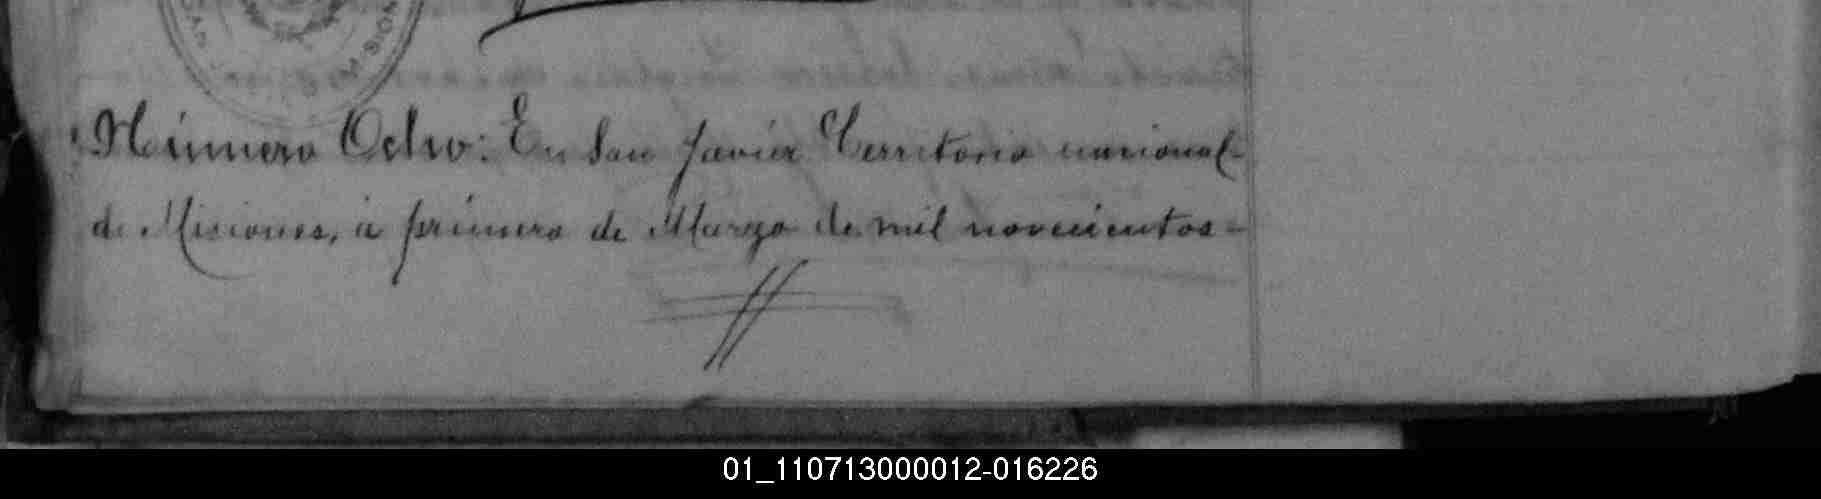 Número Ocho: En San Javier Territorio nacional
de Misiones, á primero de Marzo de mil novecientos =
01_110713000012-016226